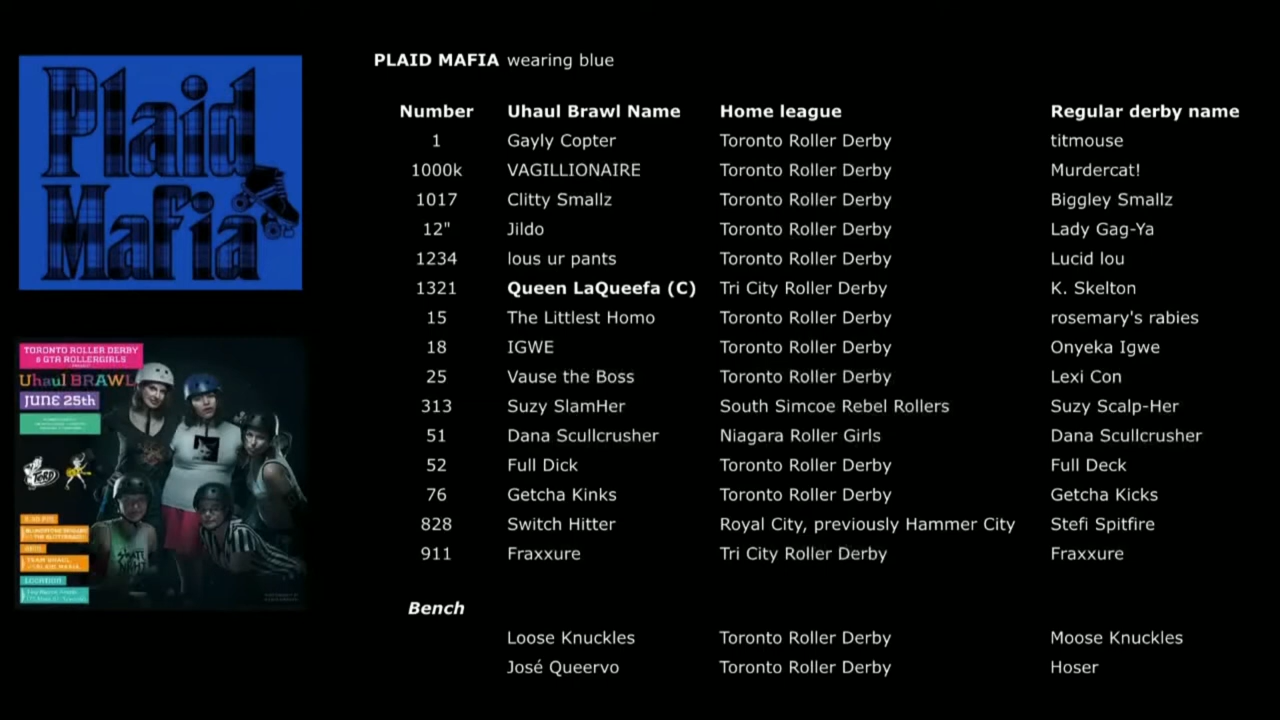 Plaid
Mafia
TORONTO ROLLER DERBY
& GTR ROLLERGIRLS
Uhaul BRAWL
JUNE 25th
LOCATION
PLAID MAFIA wearing blue
Number Uhaul Brawl Name Home league Regular derby name
1 Gayly Copter Toronto Roller Derby titmouse
1000k VAGILLIONAIRE Toronto Roller Derby Murdercat!
1017 Clitty Smallz Toronto Roller Derby Biggley Smallz
12" Jildo Toronto Roller Derby Lady Gag-Ya
1234 lous ur pants Toronto Roller Derby Lucid lou
1321 Queen LaQueefa (C) Tri City Roller Derby K. Skelton
15 The Littlest Homo Toronto Roller Derby rosemary's rabies
18 IGWE Toronto Roller Derby Onyeka Igwe
25 Vause the Boss Toronto Roller Derby Lexi Con
313 Suzy SlamHer South Simcoe Rebel Rollers Suzy Scalp-Her
51 Dana Scullcrusher Niagara Roller Girls Dana Scullcrusher
52 Full Dick Toronto Roller Derby Full Deck
76 Getcha Kinks Toronto Roller Derby Getcha Kicks
828 Switch Hitter Royal City, previously Hammer City Stefi Spitfire
911 Fraxxure Tri City Roller Derby Fraxxure
Bench
Loose Knuckles Toronto Roller Derby Moose Knuckles
José Queervo Toronto Roller Derby Hoser